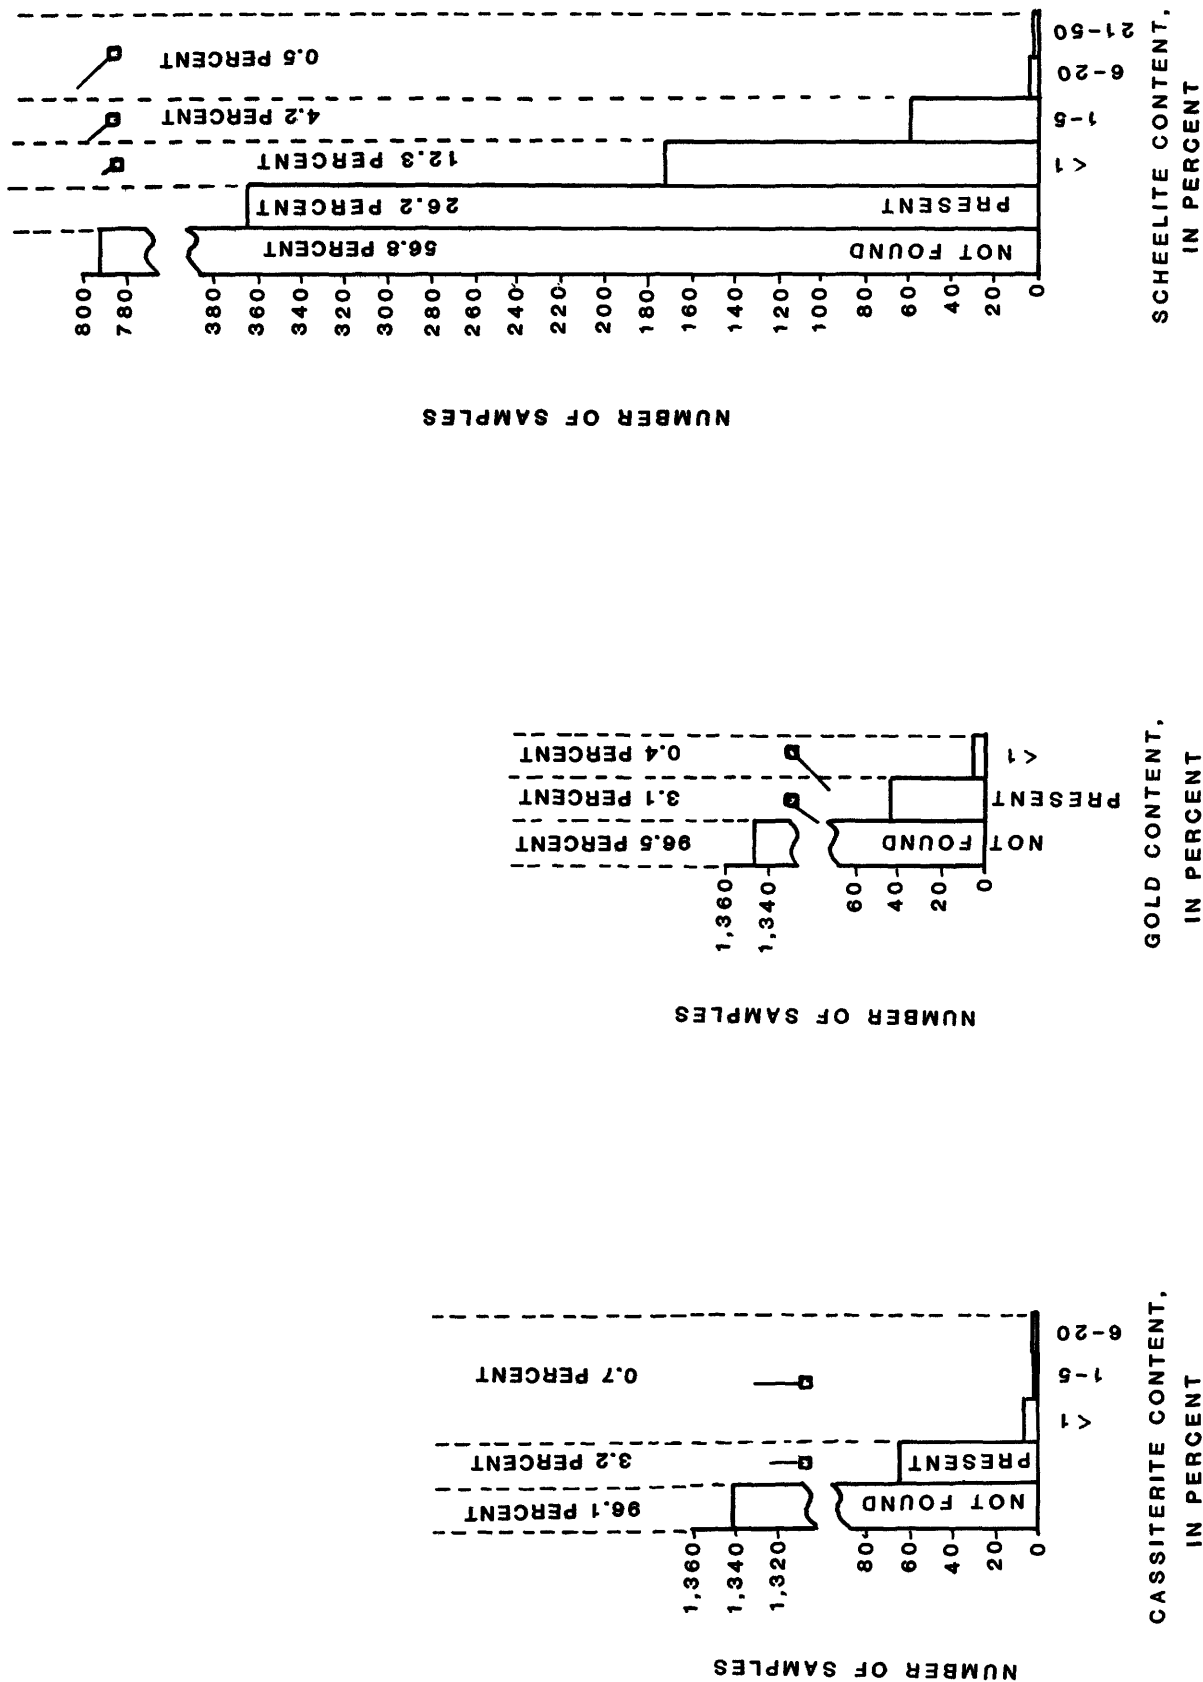 NUMBER OF SAMPLES
1,360
1,340
1,320
80
60
40
20
0
96.1 PERCENT
3.2 PERCENT
0.7 PERCENT
NOT FOUND
PRESENT
<1
1-5
6-20
CASSITERITE CONTENT,
IN PERCENT
NUMBER OF SAMPLES
1,360
1,340
60
40
20
0
96.5 PERCENT
3.1 PERCENT
0.4 PERCENT
NOT FOUND
PRESENT
<1
GOLD CONTENT,
IN PERCENT
NUMBER OF SAMPLES
800
780
380
360
340
320
300
280
260
240
220
200
180
160
140
120
100
80
60
40
20
0
56.8 PERCENT
26.2 PERCENT
12.3 PERCENT
4.2 PERCENT
0.5 PERCENT
NOT FOUND
PRESENT
<1
1-5
6-20
21-50
SCHEELITE CONTENT,
IN PERCENT